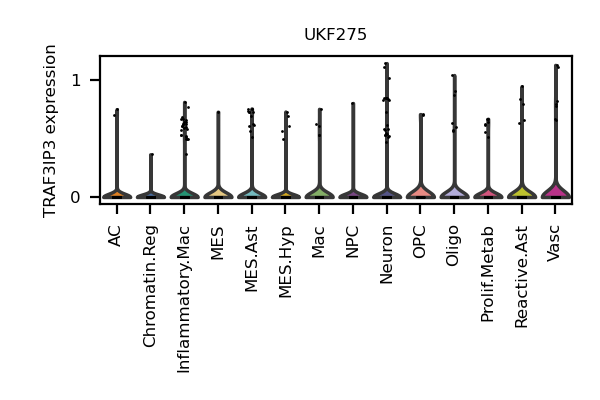 UKF275
TRAF3IP3 expression
1
0
AC
Chromatin.Reg
Inflammatory.Mac
MES
MES.Ast
MES.Hyp
Mac
NPC
Neuron
OPC
Oligo
Prolif.Metab
Reactive.Ast
Vasc